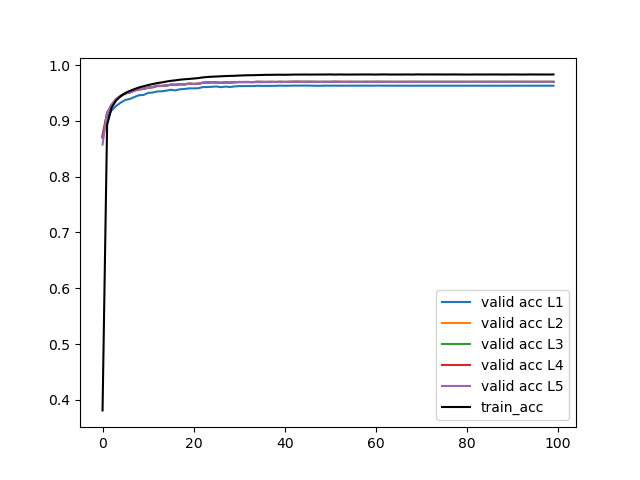 1.0
0.9
0.8
0.7
0.6
0.5
0.4
0 20 40 60 80 100
valid acc L1
valid acc L2
valid acc L3
valid acc L4
valid acc L5
train_acc